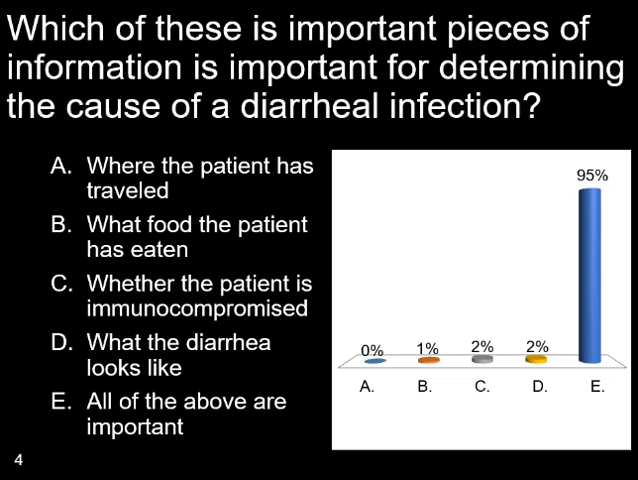 Which of these is important pieces of
information is important for determining
the cause of a diarrheal infection?
A. Where the patient has
traveled
B. What food the patient
has eaten
C. Whether the patient is
immunocompromised
D. What the diarrhea
looks like
E. All of the above are
important
95%
0% 1% 2% 2%
A. B. C. D. E.
4